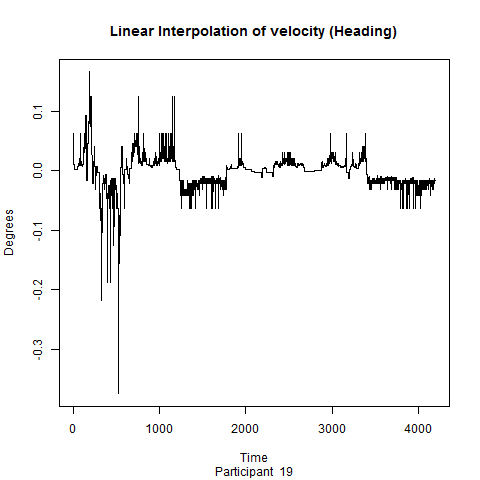 Linear Interpolation of velocity (Heading)
0.1
0.0
-0.1
-0.2
-0.3
Degrees
0 1000 2000 3000 4000
Time
Participant 19